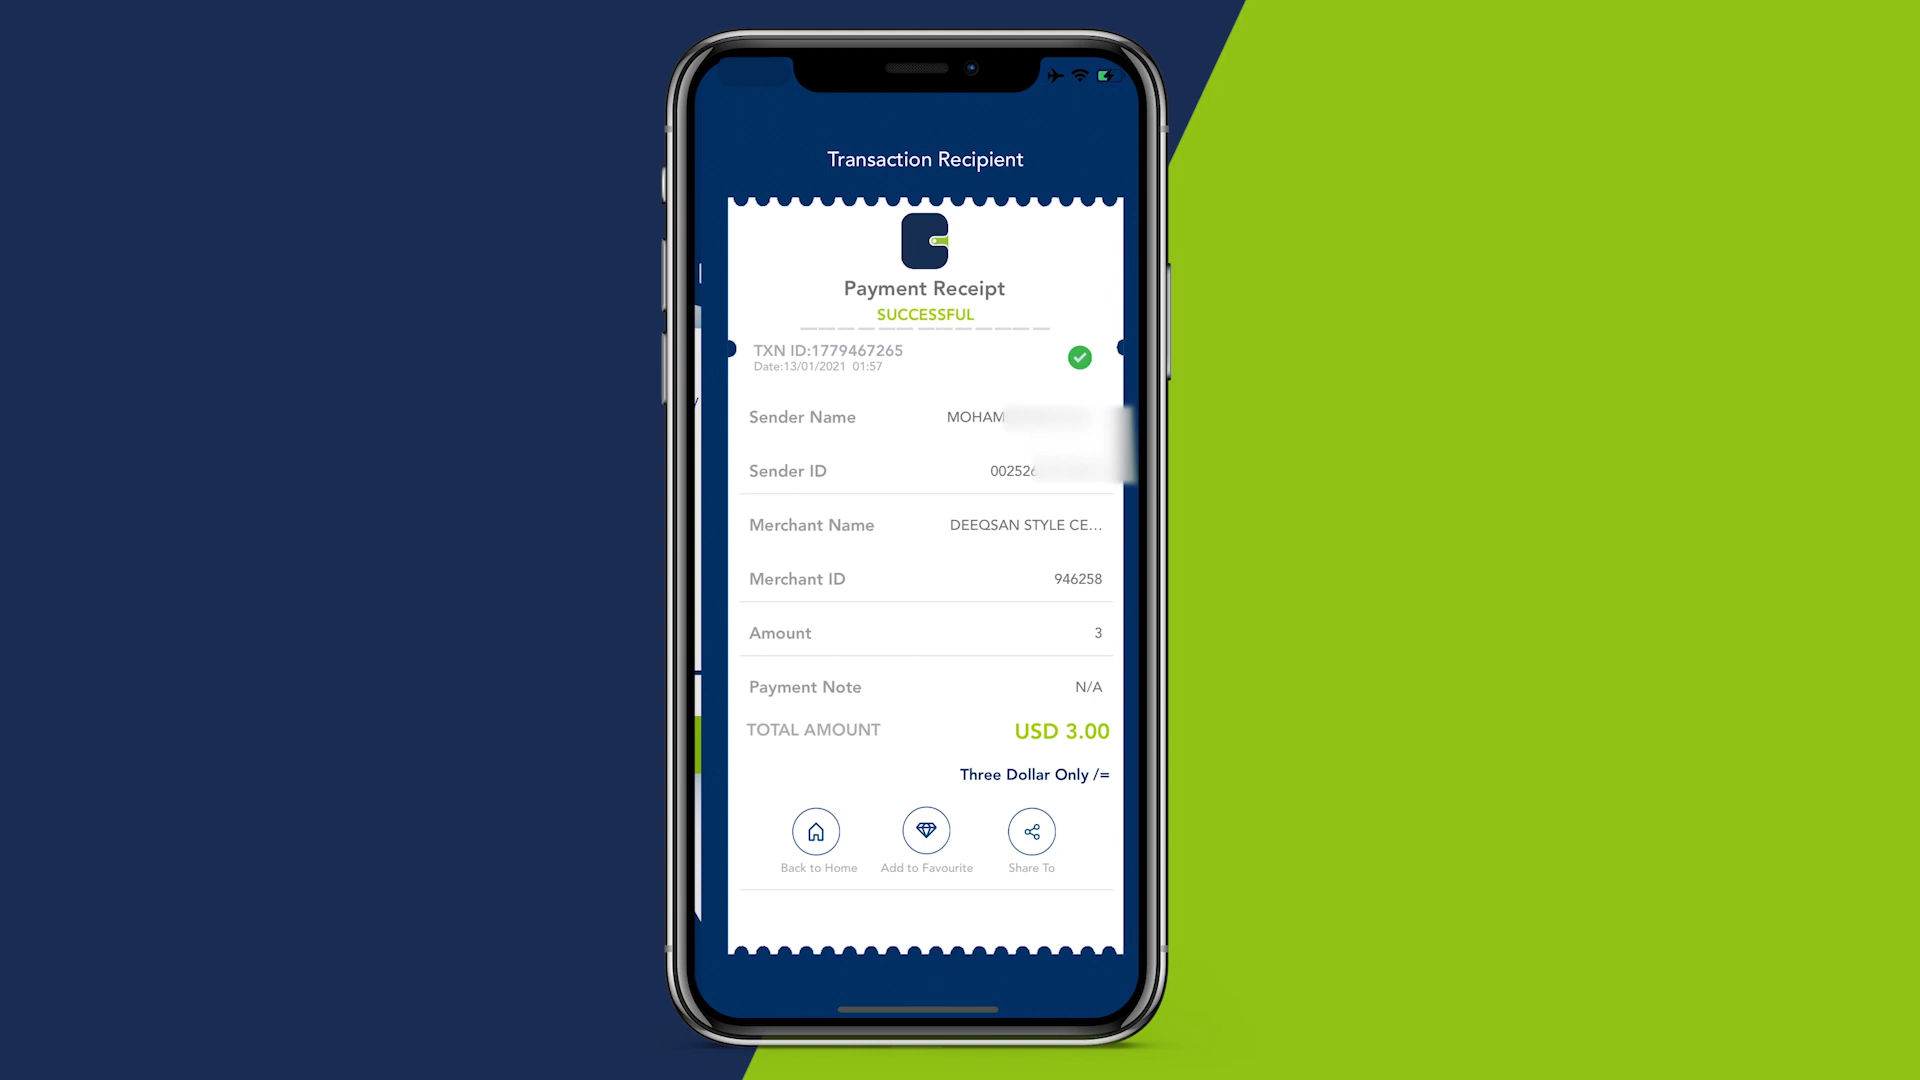 Transaction Recipient
Payment Receipt
SUCCESSFUL
TXN ID:1779467265
Date:13/01/2021 01:57
Sender Name MOHAM
Sender ID 002526
Merchant Name DEEQSAN STYLE CE...
Merchant ID 946258
Amount 3
Payment Note N/A
TOTAL AMOUNT USD 3.00
Three Dollar Only /=
Back to Home Add to Favourite Share To